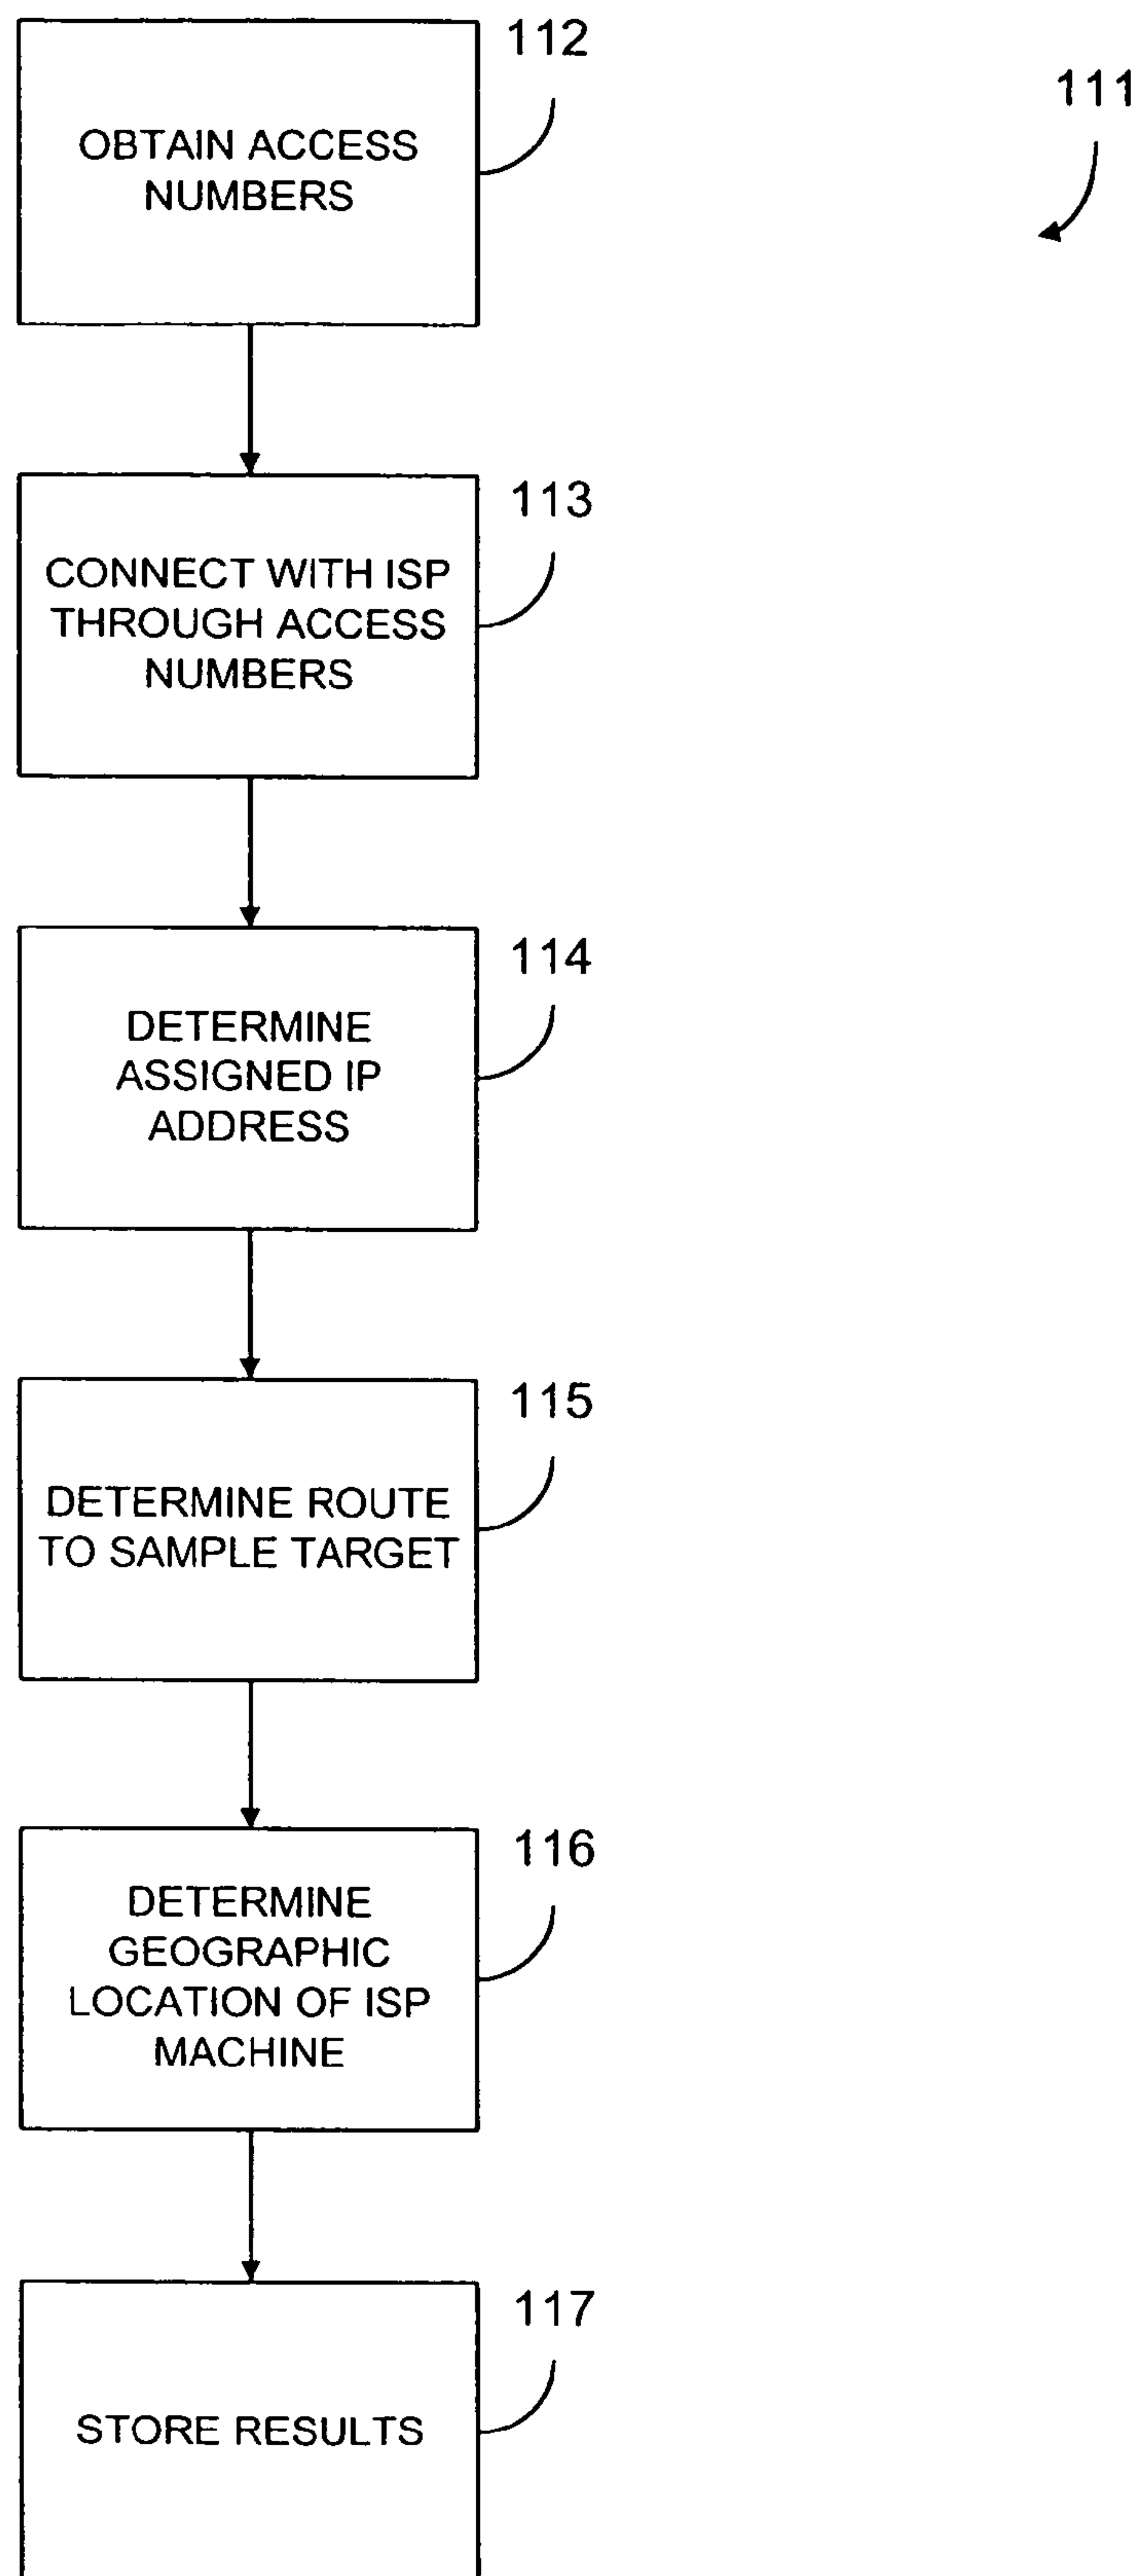 112
111
OBTAIN ACCESS
NUMBERS
113
CONNECT WITH ISP
THROUGH ACCESS
NUMBERS
114
DETERMINE
ASSIGNED IP
ADDRESS
115
DETERMINE ROUTE
TO SAMPLE TARGET
116
DETERMINE
GEOGRAPHIC
LOCATION OF ISP
MACHINE
117
STORE RESULTS